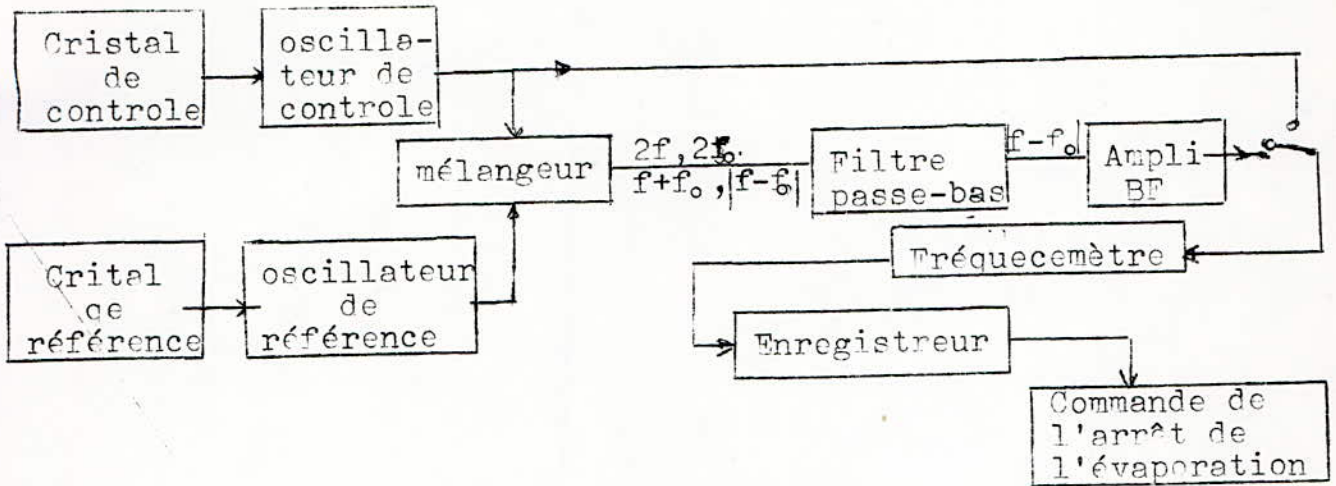 Cristal
de
controle
oscilla-
teur de
controle
mélangeur
2f, 2f₀.
f+f₀, |f-f₀|
Filtre
passe-bas
f-f₀|
Ampli
BF
Crital
de
référence
oscillateur
de
référence
Fréquecemètre
Enregistreur
Commande de
l'arrêt de
l'évaporation